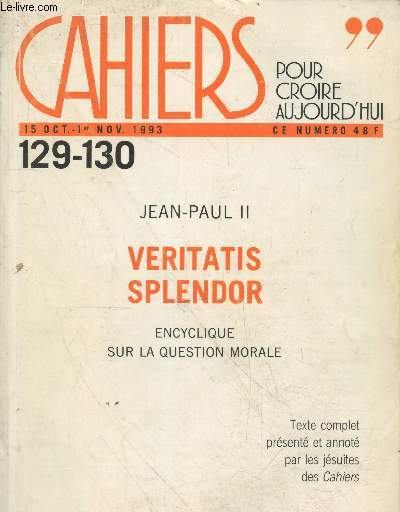 Le-livre.com
CAHIERS
”
POUR
CROIRE
AUJOURD'HUI
15 OCT.-1er NOV. 1993
CE NUMERO 48 F
129-130
JEAN-PAUL II
VERITATIS
SPLENDOR
ENCYCLIQUE
SUR LA QUESTION MORALE
Texte complet
présenté et annoté
par les jésuites
des Cahiers